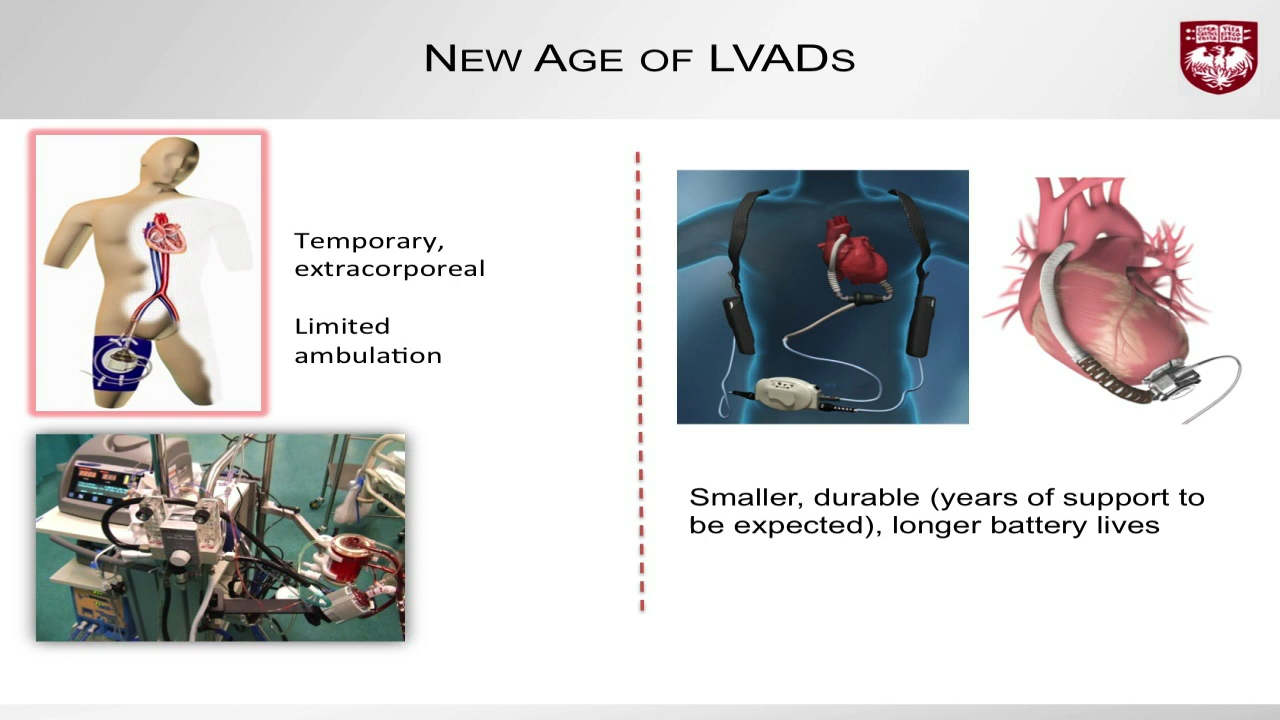 NEW AGE OF LVADS
Temporary,
extracorporeal
Limited
ambulation
Smaller, durable (years of support to
be expected), longer battery lives